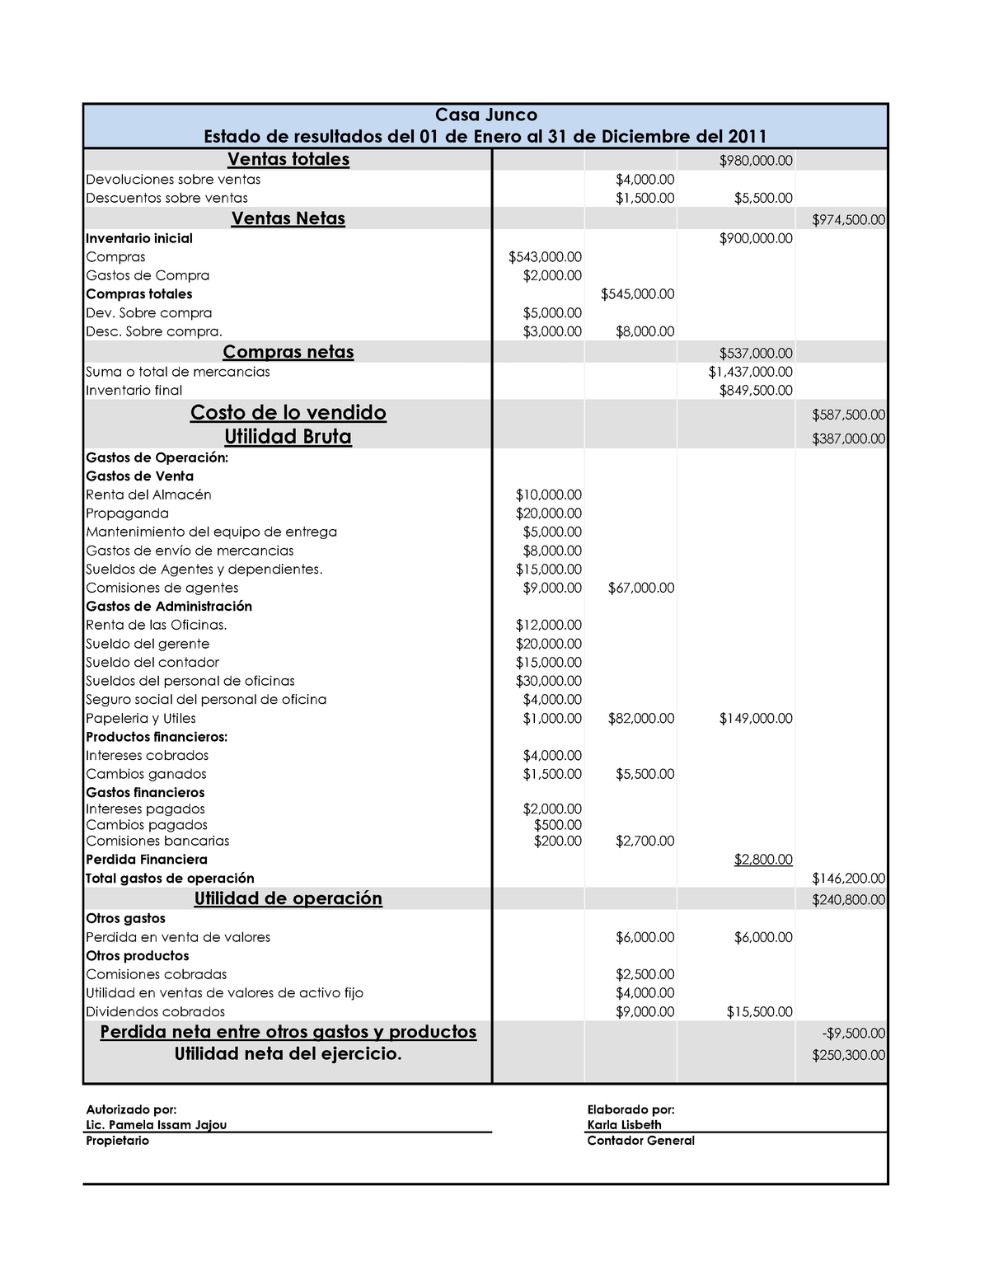 Casa Junco
Estado de resultados del 01 de Enero al 31 de Diciembre del 2011
Ventas totales $980,000.00
Devoluciones sobre ventas $4,000.00
Descuentos sobre ventas $1,500.00 $5,500.00
Ventas Netas $974,500.00
Inventario inicial $900,000.00
Compras $543,000.00
Gastos de Compra $2,000.00
Compras totales $545,000.00
Dev. Sobre compra $5,000.00
Desc. Sobre compra. $3,000.00 $8,000.00
Compras netas $537,000.00
Suma o total de mercancias $1,437,000.00
Inventario final $849,500.00
Costo de lo vendido $587,500.00
Utilidad Bruta $387,000.00
Gastos de Operación:
Gastos de Venta
Renta del Almacén $10,000.00
Propaganda $20,000.00
Mantenimiento del equipo de entrega $5,000.00
Gastos de envío de mercancias $8,000.00
Sueldos de Agentes y dependientes. $15,000.00
Comisiones de agentes $9,000.00 $67,000.00
Gastos de Administración
Renta de las Oficinas. $12,000.00
Sueldo del gerente $20,000.00
Sueldo del contador $15,000.00
Sueldos del personal de oficinas $30,000.00
Seguro social del personal de oficina $4,000.00
Papeleria y Utiles $1,000.00 $82,000.00 $149,000.00
Productos financieros:
Intereses cobrados $4,000.00
Cambios ganados $1,500.00 $5,500.00
Gastos financieros
Intereses pagados $2,000.00
Cambios pagados $500.00
Comisiones bancarias $200.00 $2,700.00
Perdida Financiera $2,800.00
Total gastos de operación $146,200.00
Utilidad de operación $240,800.00
Otros gastos
Perdida en venta de valores $6,000.00 $6,000.00
Otros productos
Comisiones cobradas $2,500.00
Utilidad en ventas de valores de activo fijo $4,000.00
Dividendos cobrados $9,000.00 $15,500.00
Perdida neta entre otros gastos y productos -$9,500.00
Utilidad neta del ejercicio. $250,300.00
Autorizado por: Elaborado por:
Lic. Pamela Issam Jajou Karla Lisbeth
Propietario Contador General